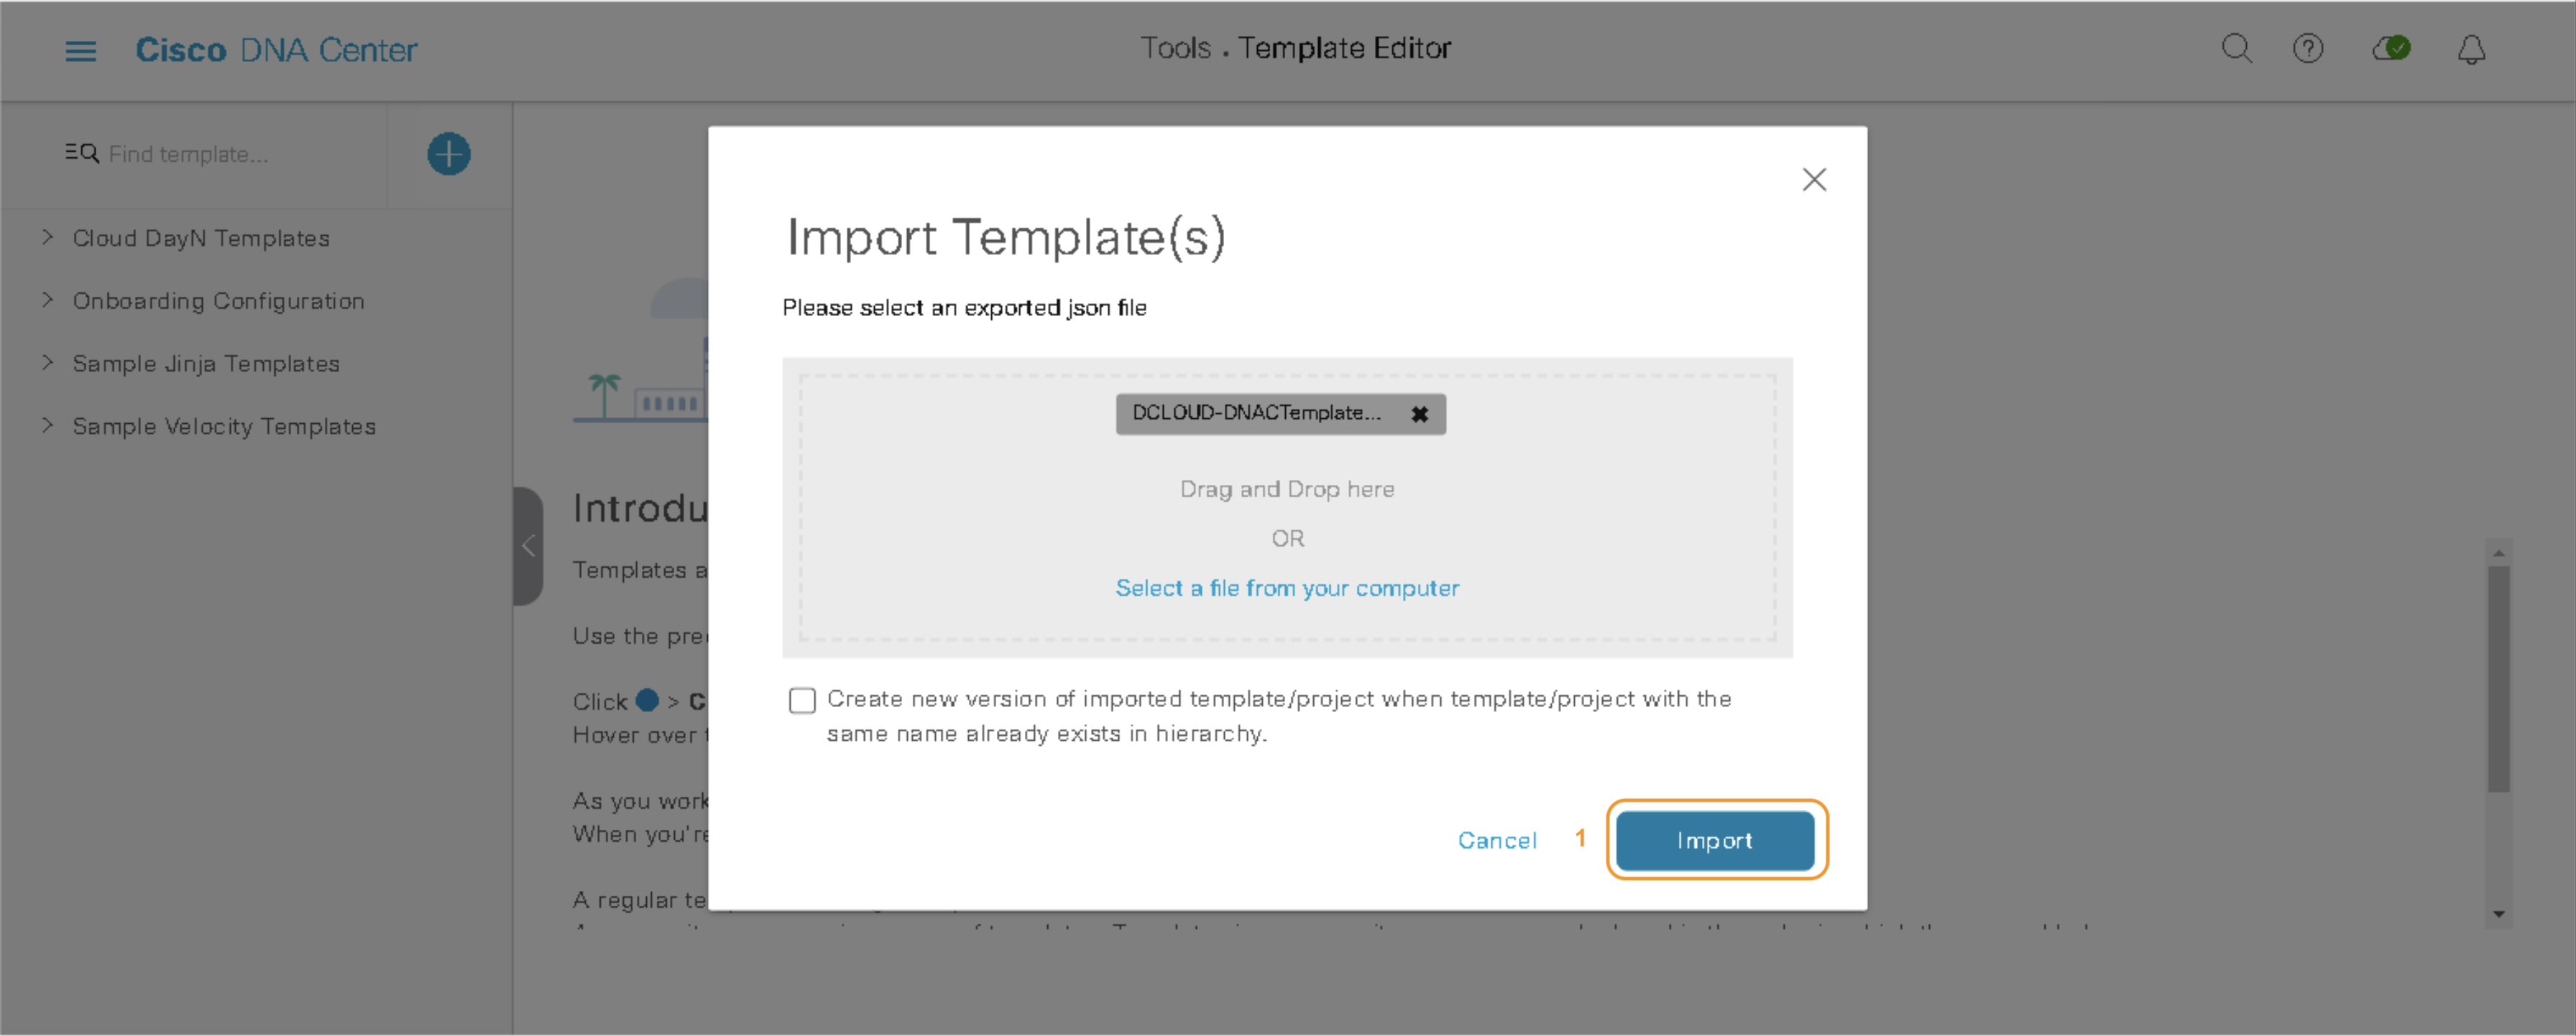 Cisco DNA Center
Tools . Template Editor
Find template...
Cloud DayN Templates
Onboarding Configuration
Sample Jinja Templates
Sample Velocity Templates
Import Template(s)
Please select an exported json file
DCLOUD-DNACTemplate...
Drag and Drop here
OR
Select a file from your computer
Create new version of imported template/project when template/project with the
same name already exists in hierarchy.
Cancel
1
Import
Introdu
Templates a
Use the pre
Click > C
Hover over
As you work
When you're
A regular te